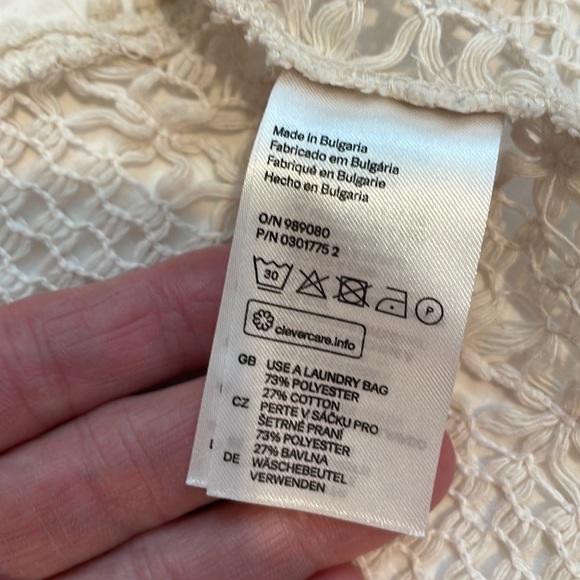 Made in Bulgaria
Fabricado em Bulgária
Fabriqué en Bulgarie
Hecho en Bulgaria
O/N 989080
P/N 0301775 2
30
P
clevercare.info
GB USE A LAUNDRY BAG
73% POLYESTER
27% COTTON
CZ PERTE V SÁČKU PRO
ŠETRNÉ PRANÍ
73% POLYESTER
27% BAVLNA
DE WÄSCHEBEUTEL
VERWENDEN